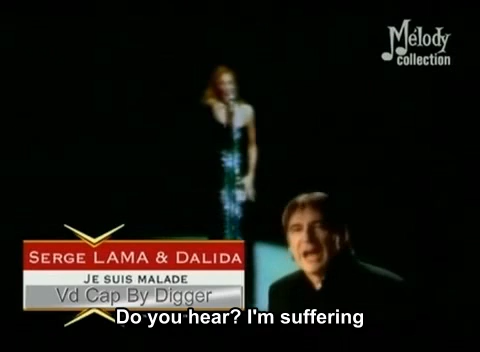 Mélody
collection
SERGE LAMA & DALIDA
JE SUIS MALADE
Vd Cap By Digger
Do you hear? I'm suffering